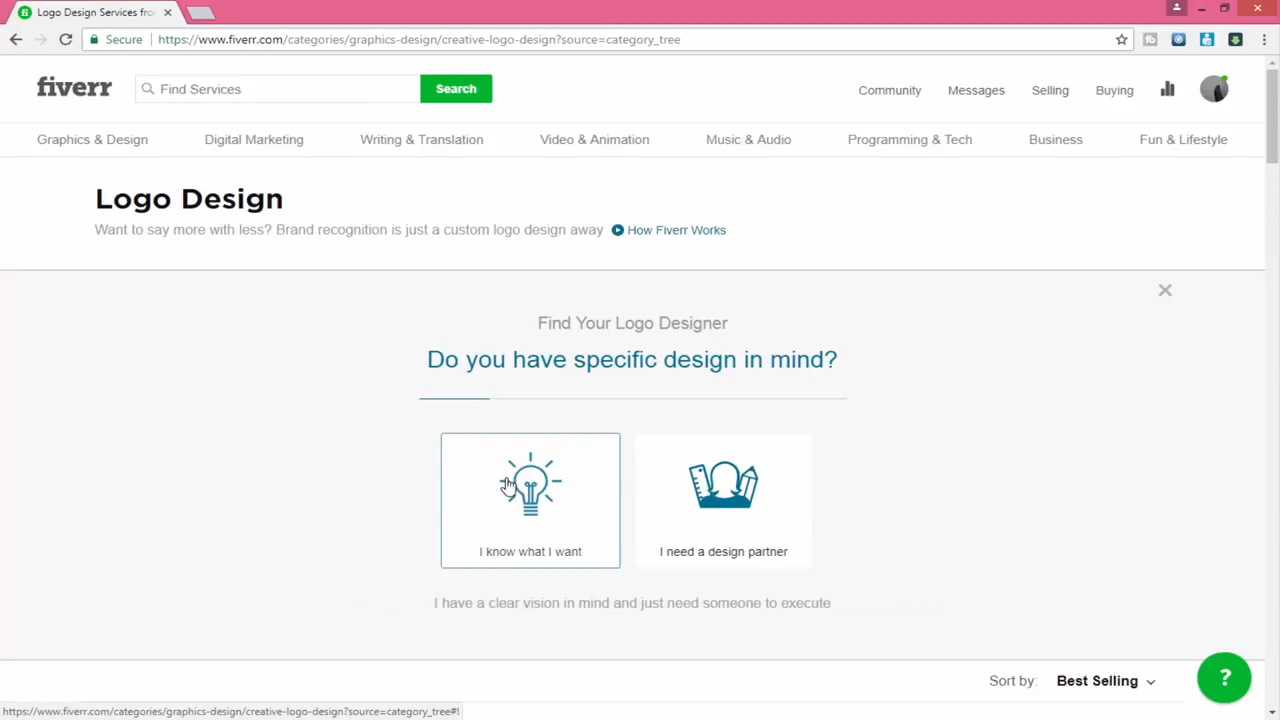 Logo Design Services fro
Secure
https://www.fiverr.com/categories/graphics-design/creative-logo-design?source=category_tree
fiverr
Find Services
Search
Community
Messages
Selling
Buying
Graphics & Design
Digital Marketing
Writing & Translation
Video & Animation
Music & Audio
Programming & Tech
Business
Fun & Lifestyle
Logo Design
Want to say more with less? Brand recognition is just a custom logo design away
How Fiverr Works
Find Your Logo Designer
Do you have specific design in mind?
I know what I want
I need a design partner
I have a clear vision in mind and just need someone to execute
Sort by: Best Selling
?
https://www.fiverr.com/categories/graphics-design/creative-logo-design?source=category_tree#!